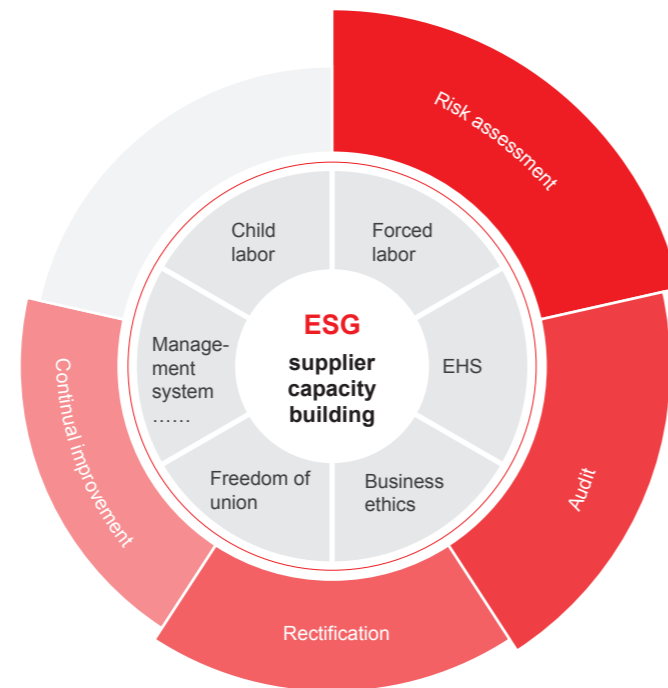 Risk assessment
Child
labor
Forced
labor
ESG
supplier
capacity
building
Manage-
ment
system
……
EHS
Freedom of
union
Business
ethics
Continual improvement
Audit
Rectification